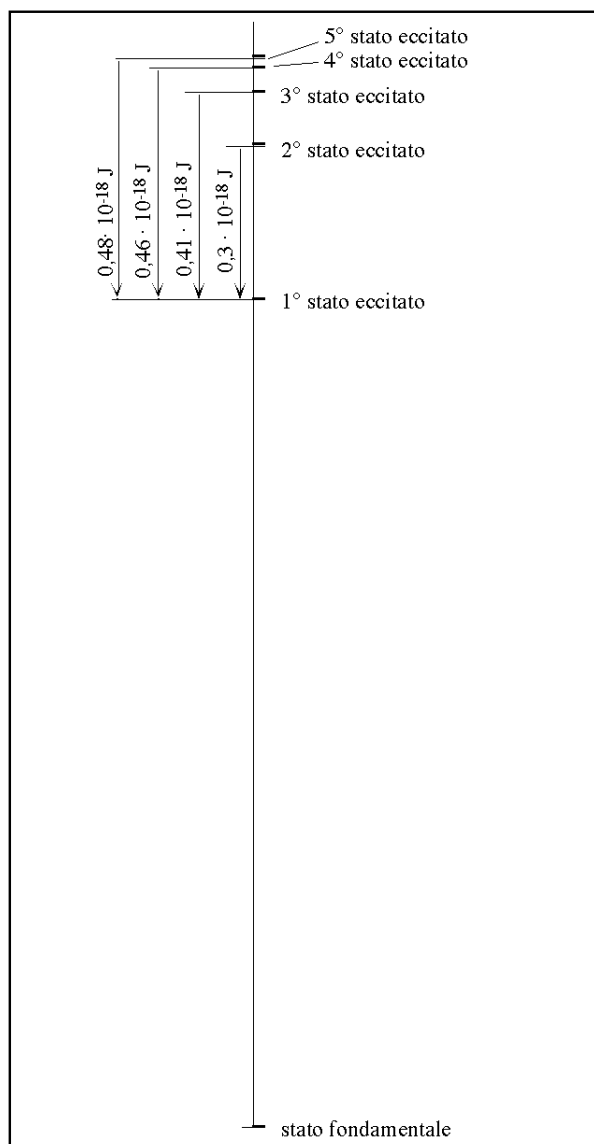 5° stato eccitato
4° stato eccitato
3° stato eccitato
2° stato eccitato
0,48· 10-18 J
0,46 · 10-18 J
0,41 · 10-18 J
0,3 · 10-18 J
1° stato eccitato
stato fondamentale